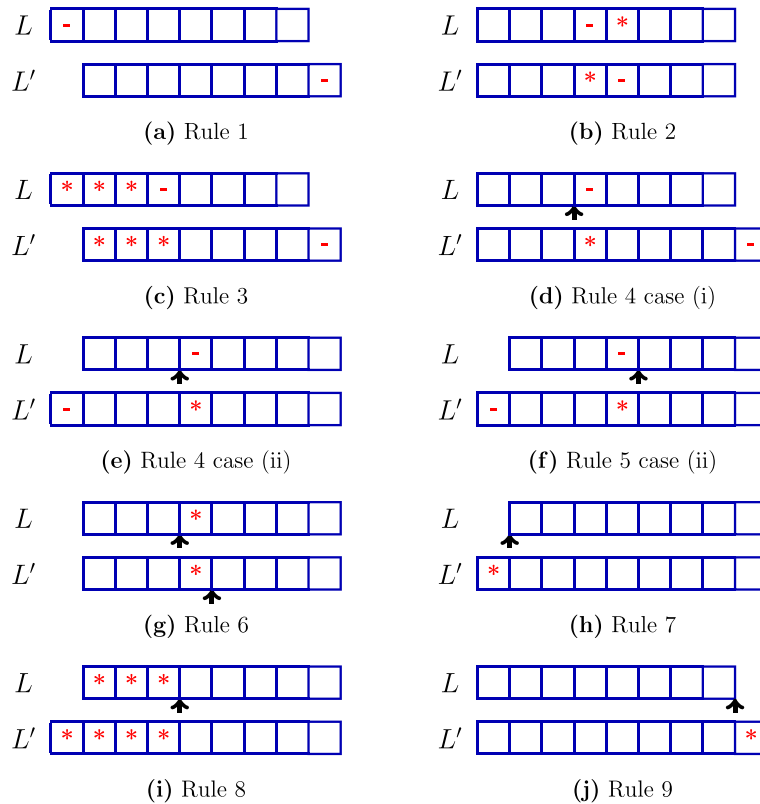 L - L - *
L′ - L′ * -
(a) Rule 1 (b) Rule 2
L * * * - L -
L′ * * * - L′ * -
(c) Rule 3 (d) Rule 4 case (i)
L - L -
L′ - * L′ - *
(e) Rule 4 case (ii) (f) Rule 5 case (ii)
L * L
L′ * L′ *
(g) Rule 6 (h) Rule 7
L * * * L
L′ * * * * L′ *
(i) Rule 8 (j) Rule 9